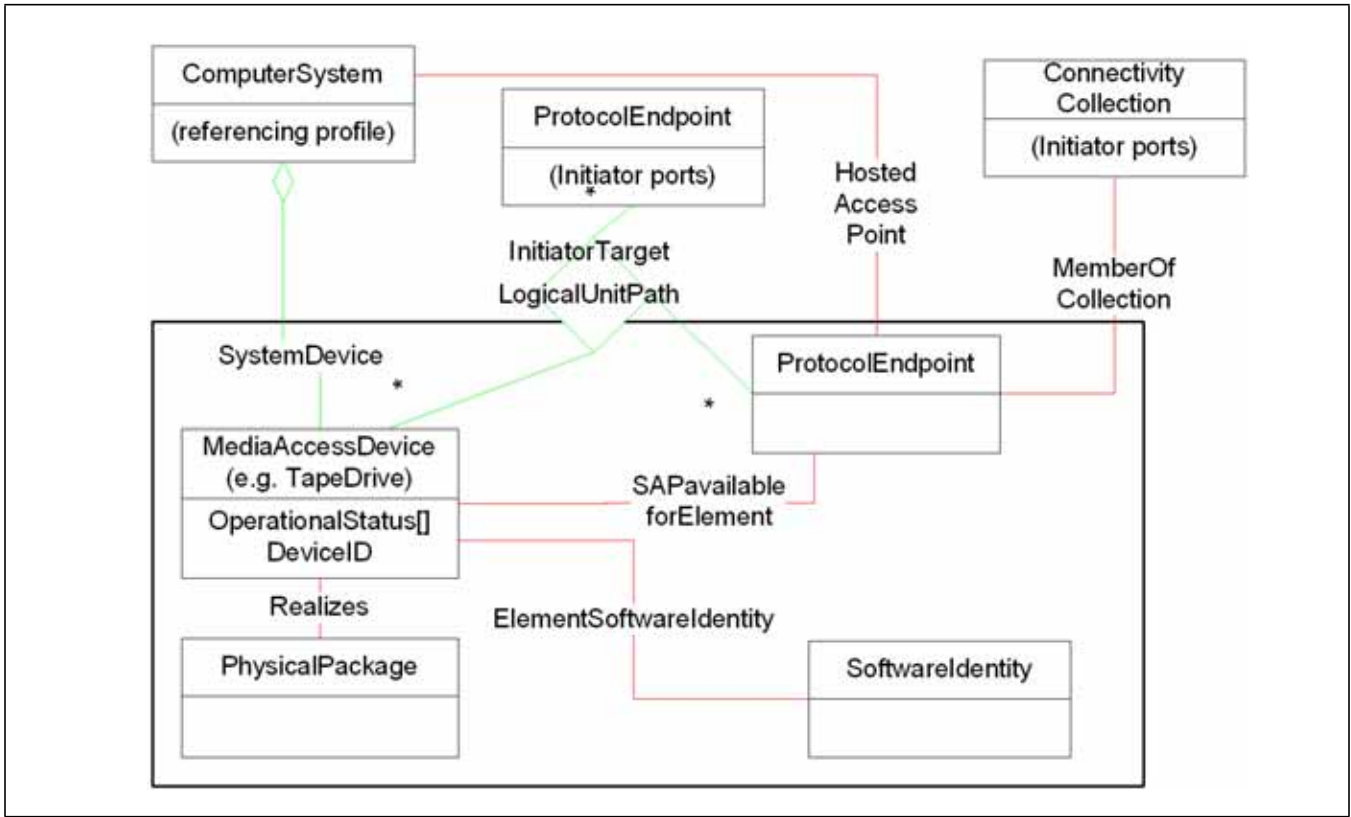 ComputerSystem
(referencing profile)
ProtocolEndpoint
(Initiator ports)
*
Connectivity
Collection
(Initiator ports)
Hosted
Access
Point
InitiatorTarget
LogicalUnitPath
MemberOf
Collection
SystemDevice
*
*
ProtocolEndpoint
MediaAccessDevice
(e.g. TapeDrive)
OperationalStatus[]
DeviceID
SAPavailable
forElement
Realizes
ElementSoftwareIdentity
PhysicalPackage
SoftwareIdentity